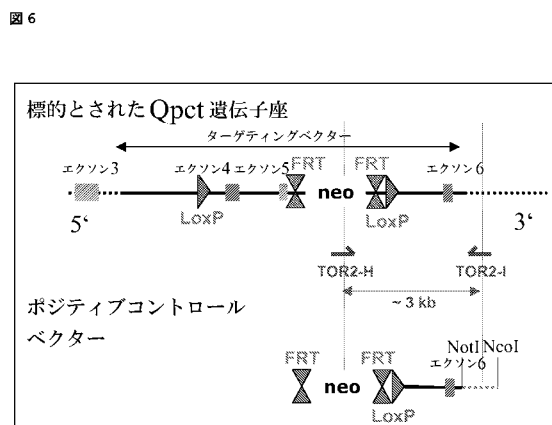 図 6
標的とされた Qpct 遺伝子座
ターゲティングベクター
エクソン3 エクソン4 エクソン5 FRT FRT エクソン6
neo
LoxP LoxP
5‘ 3‘
TOR2-H TOR2-I
~ 3 kb
ポジティブコントロール
ベクター
NotI NcoI
FRT FRT エクソン6
neo
LoxP